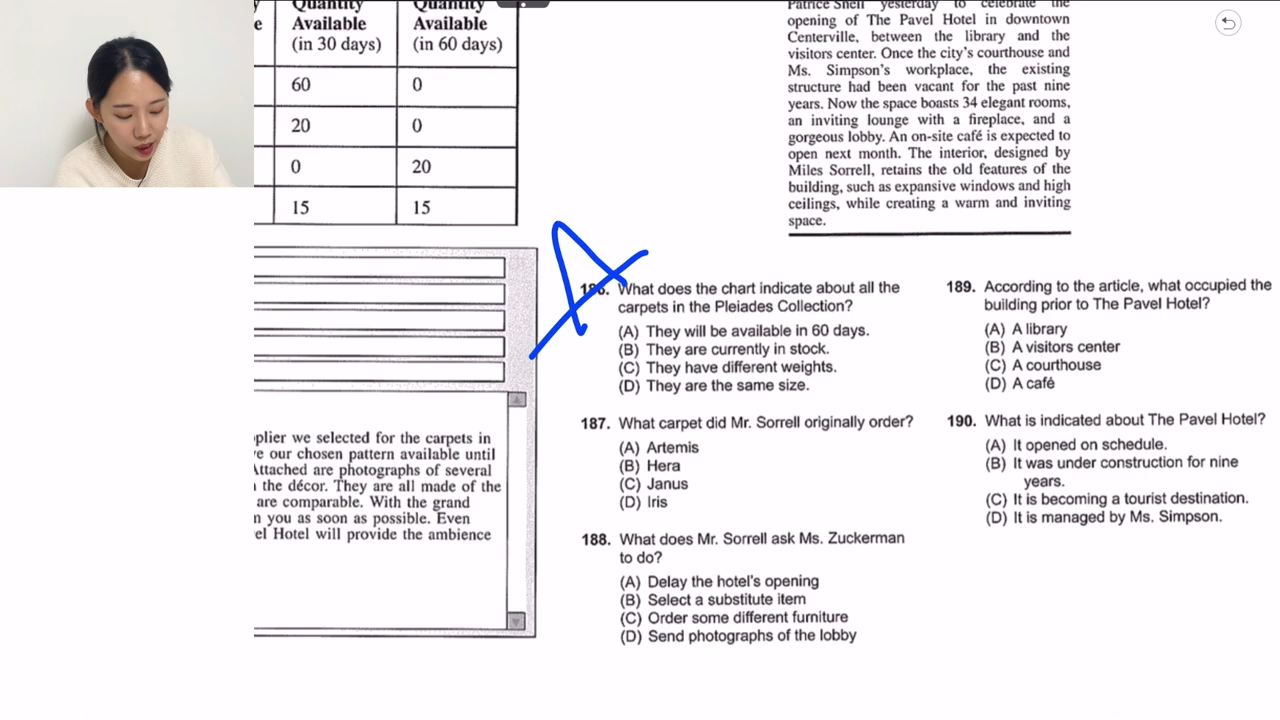 Quantity
Available
(in 30 days)
Quantity
Available
(in 60 days)
60
0
20
0
0
20
15
15
plier we selected for the carpets in
e our chosen pattern available until
Attached are photographs of several
the décor. They are all made of the
are comparable. With the grand
n you as soon as possible. Even
el Hotel will provide the ambience
Patrice Snell yesterday to celebrate the
opening of The Pavel Hotel in downtown
Centerville, between the library and the
visitors center. Once the city's courthouse and
Ms. Simpson's workplace, the existing
structure had been vacant for the past nine
years. Now the space boasts 34 elegant rooms,
an inviting lounge with a fireplace, and a
gorgeous lobby. An on-site café is expected to
open next month. The interior, designed by
Miles Sorrell, retains the old features of the
building, such as expansive windows and high
ceilings, while creating a warm and inviting
space.
186. What does the chart indicate about all the
carpets in the Pleiades Collection?
(A) They will be available in 60 days.
(B) They are currently in stock.
(C) They have different weights.
(D) They are the same size.
187. What carpet did Mr. Sorrell originally order?
(A) Artemis
(B) Hera
(C) Janus
(D) Iris
188. What does Mr. Sorrell ask Ms. Zuckerman
to do?
(A) Delay the hotel's opening
(B) Select a substitute item
(C) Order some different furniture
(D) Send photographs of the lobby
189. According to the article, what occupied the
building prior to The Pavel Hotel?
(A) A library
(B) A visitors center
(C) A courthouse
(D) A café
190. What is indicated about The Pavel Hotel?
(A) It opened on schedule.
(B) It was under construction for nine
years.
(C) It is becoming a tourist destination.
(D) It is managed by Ms. Simpson.